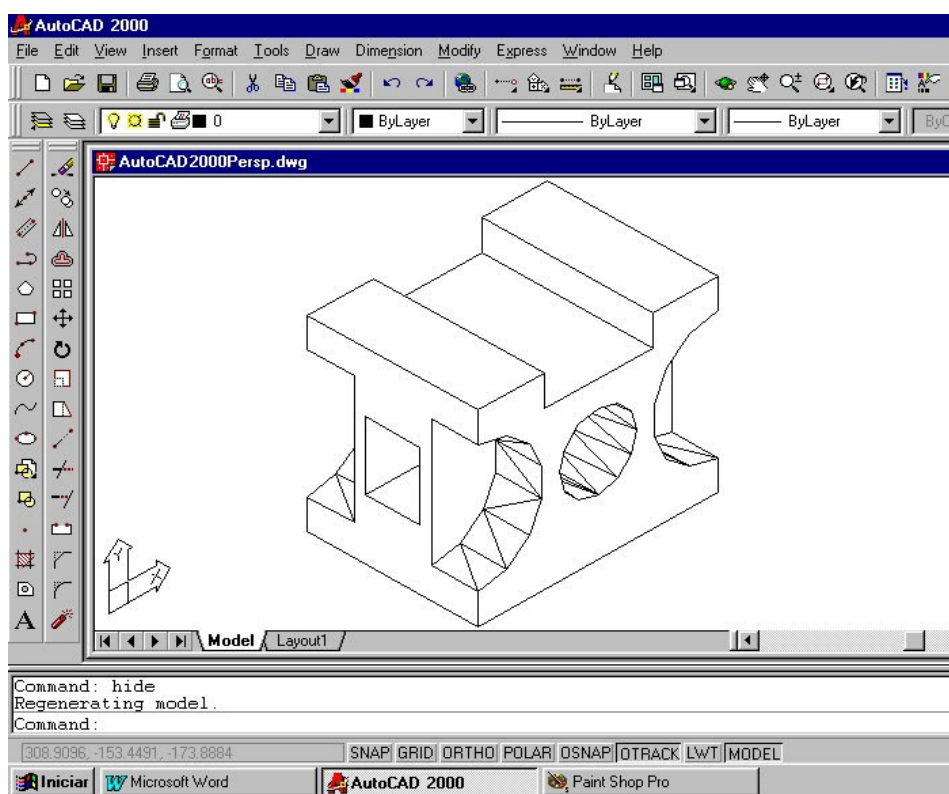 AutoCAD 2000
File Edit View Insert Format Tools Draw Dimension Modify Express Window Help
0 ByLayer ByLayer ByLayer ByC
AutoCAD2000Persp.dwg
A
Y
X
Model Layout1
Command: hide
Regenerating model.
Command:
308.9096, -153.4491, -173.8884 SNAP GRID ORTHO POLAR OSNAP OTRACK LWT MODEL
Iniciar Microsoft Word AutoCAD 2000 Paint Shop Pro